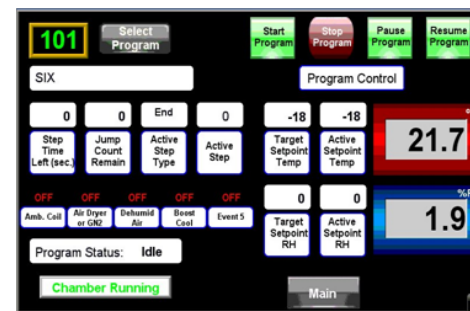 101
Select
Program
Start
Program
Stop
Program
Pause
Program
Resume
Program
SIX
Program Control
0
0
End
0
-18
-18
Step
Time
Left (sec.)
Jump
Count
Remain
Active
Step
Type
Active
Step
Target
Setpoint
Temp
Active
Setpoint
Temp
21.7
OFF
OFF
OFF
OFF
OFF
Amb. Coil
Air Dryer
or GN2
Dehumid
Air
Boost
Cool
Event 5
0
0
Target
Setpoint
RH
Active
Setpoint
RH
1.9
Program Status: Idle
Chamber Running
Main